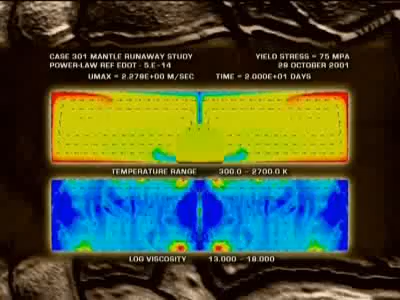 CASE 301 MANTLE RUNAWAY STUDY YIELD STRESS = 75 MPA
POWER-LAW REF EDOT - 5.E-14 28 OCTOBER 2001
UMAX = 2.278E+00 M/SEC TIME = 2.000E+01 DAYS
TEMPERATURE RANGE 300.0 - 2700.0 K
LOG VISCOSITY 13.000 - 18.000